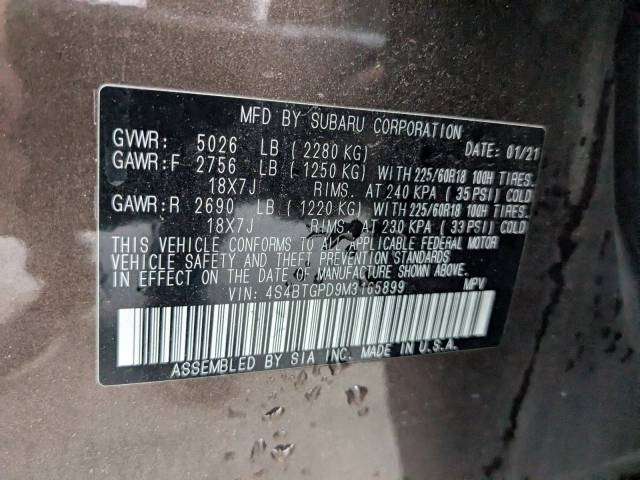 MFD BY SUBARU CORPORATION
GVWR: 5026 LB (2280 KG) DATE: 01/21
GAWR:F 2756 LB (1250 KG) WITH 225/60R18 100H TIRES.
18X7J RIMS. AT 240 KPA (35 PSI) COLD
GAWR:R 2690 LB (1220 KG) WITH 225/60R18 100H TIRES.
18X7J RIMS. AT 230 KPA (33 PSI) COLD
THIS VEHICLE CONFORMS TO ALL APPLICABLE FEDERAL MOTOR
VEHICLE SAFETY AND THEFT PREVENTION STANDARDS
IN EFFECT ON THE DATE OF MANUFACTURE SHOWN ABOVE.
VIN: 4S4BTGPD9M3165899 MPV
ASSEMBLED BY SIA INC. MADE IN U.S.A.